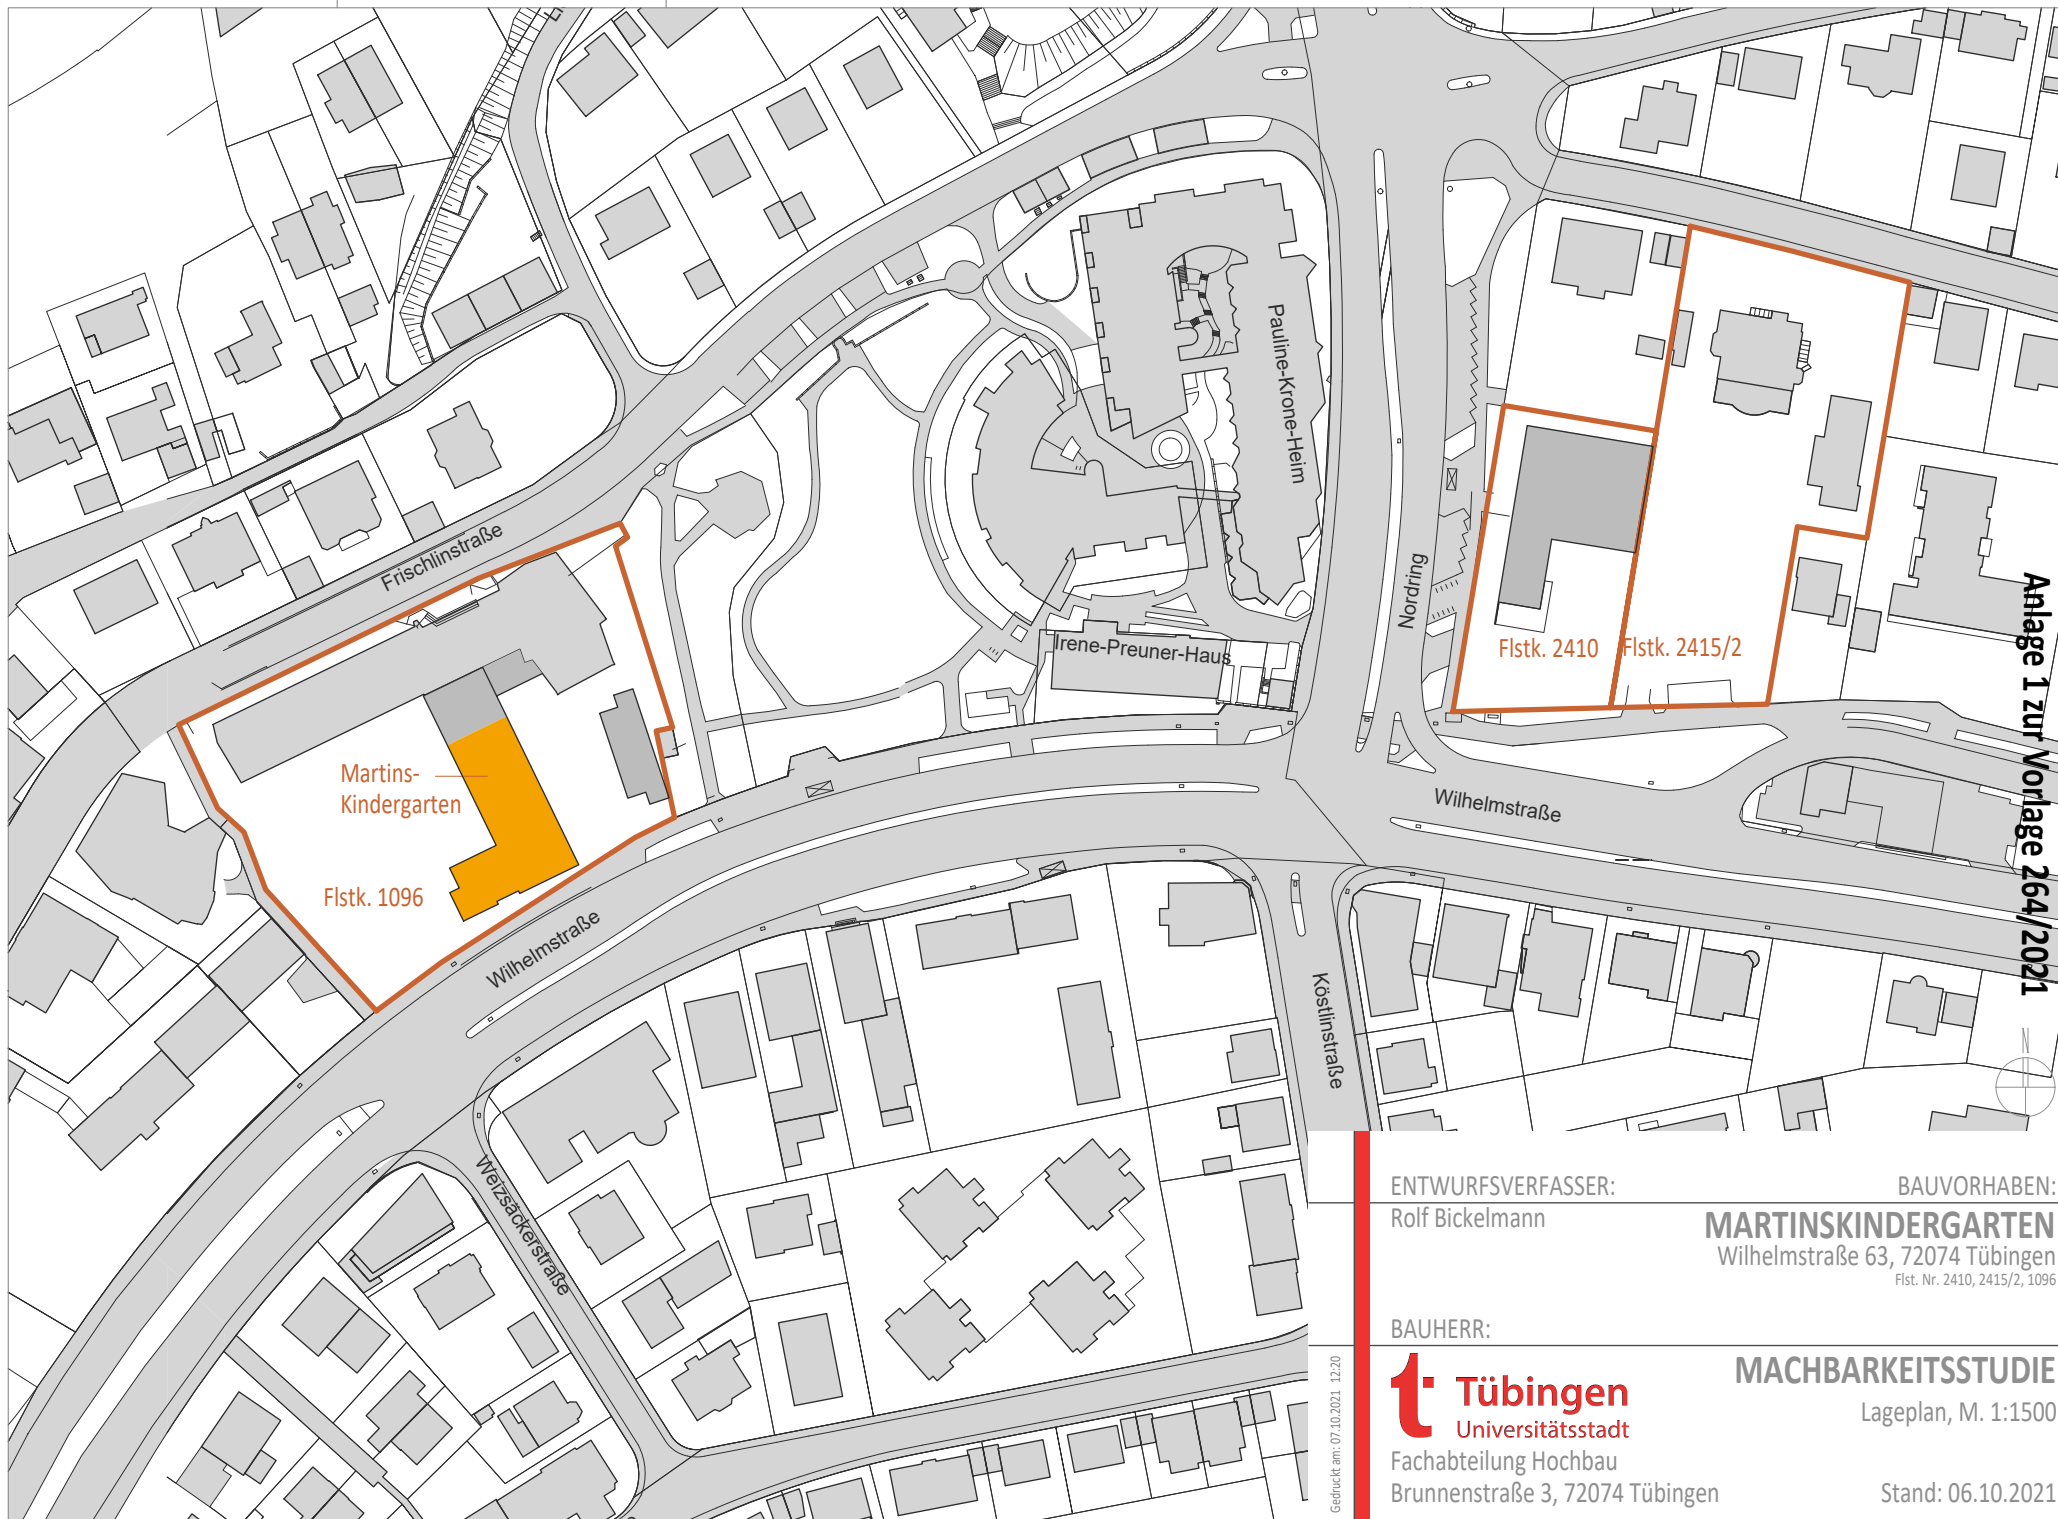 Frischlinstraße
Martins-
Kindergarten
Flstk. 1096
Wilhelmstraße
Weizsäckerstraße
Pauline-Krone-Heim
Irene-Preuner-Haus
Nordring
Flstk. 2410
Flstk. 2415/2
Wilhelmstraße
Köstlinstraße
Anlage 1 zur Vorlage 264/2021
N
ENTWURFSVERFASSER:
Rolf Bickelmann
BAUVORHABEN:
MARTINSKINDERGARTEN
Wilhelmstraße 63, 72074 Tübingen
Flst. Nr. 2410, 2415/2, 1096
BAUHERR:
t Tübingen
Universitätsstadt
Fachabteilung Hochbau
Brunnenstraße 3, 72074 Tübingen
MACHBARKEITSSTUDIE
Lageplan, M. 1:1500
Stand: 06.10.2021
Gedruckt am: 07.10.2021 12:20